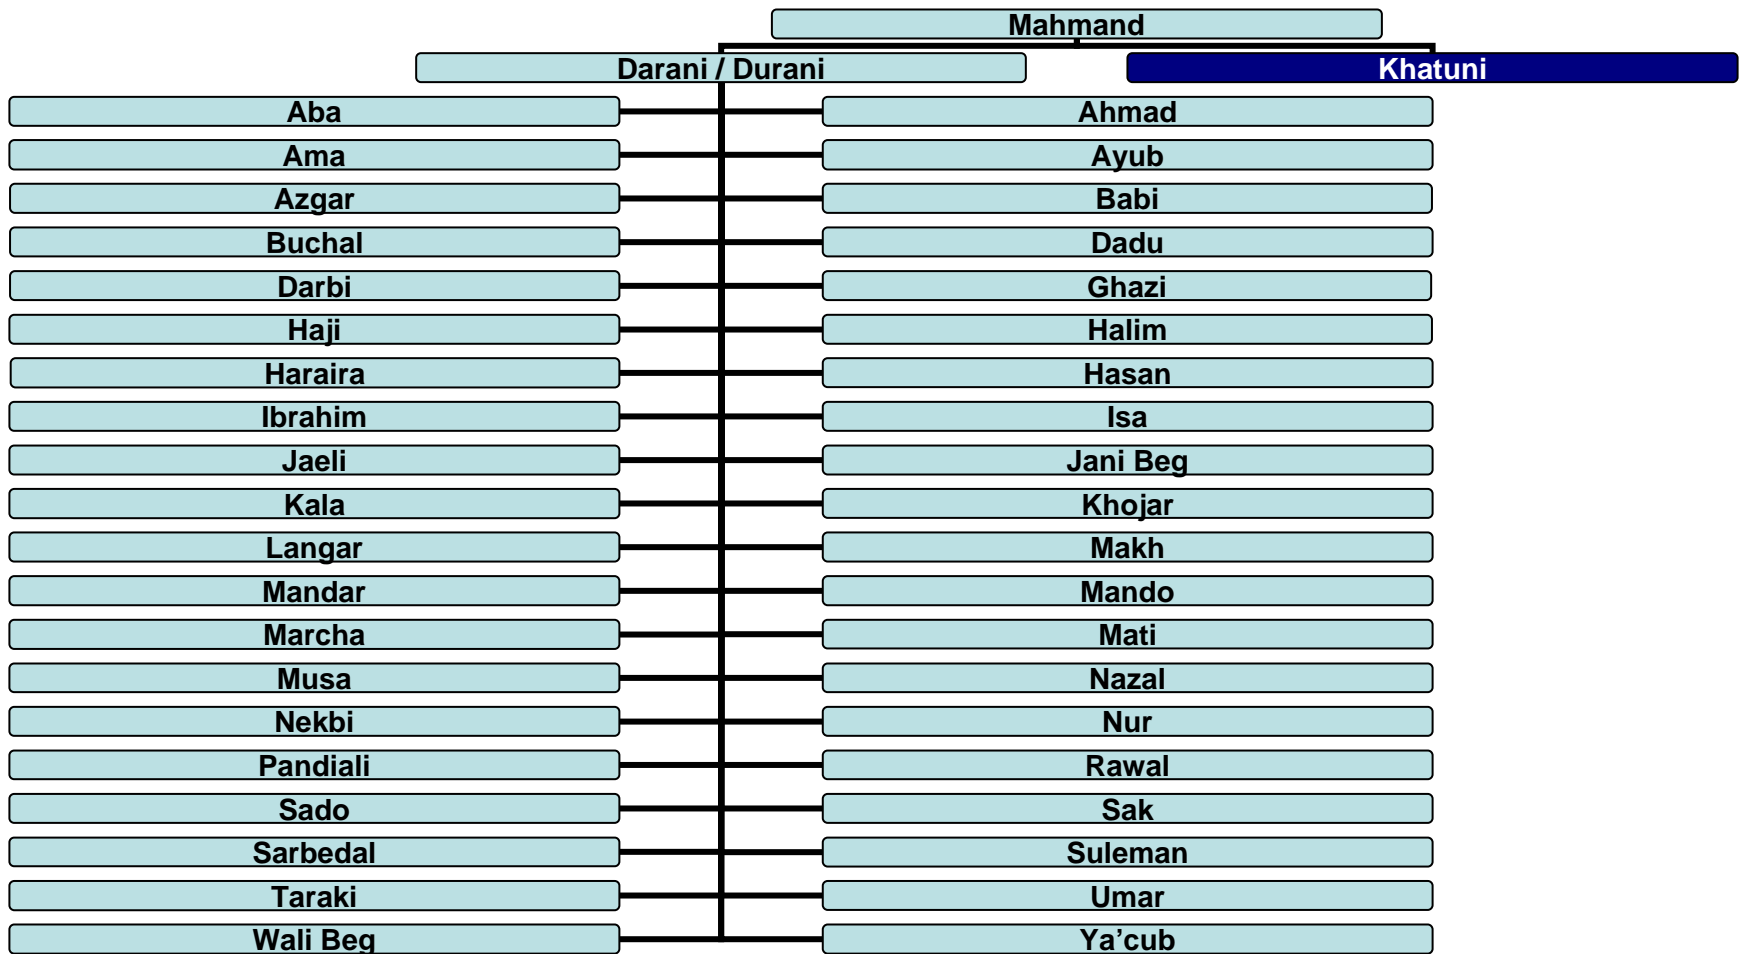 Mahmand
Darani / Durani
Khatuni
Aba
Ahmad
Ama
Ayub
Azgar
Babi
Buchal
Dadu
Darbi
Ghazi
Haji
Halim
Haraira
Hasan
Ibrahim
Isa
Jaeli
Jani Beg
Kala
Khojar
Langar
Makh
Mandar
Mando
Marcha
Mati
Musa
Nazal
Nekbi
Nur
Pandiali
Rawal
Sado
Sak
Sarbedal
Suleman
Taraki
Umar
Wali Beg
Ya’cub